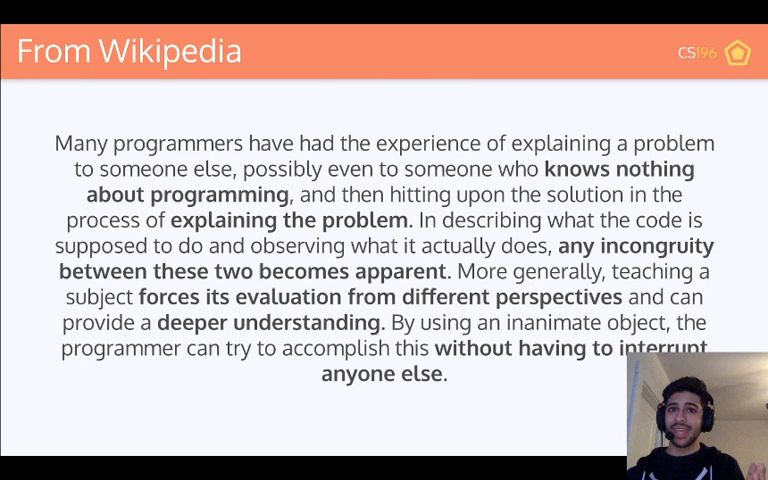 From Wikipedia
CS196
Many programmers have had the experience of explaining a problem
to someone else, possibly even to someone who knows nothing
about programming, and then hitting upon the solution in the
process of explaining the problem. In describing what the code is
supposed to do and observing what it actually does, any incongruity
between these two becomes apparent. More generally, teaching a
subject forces its evaluation from different perspectives and can
provide a deeper understanding. By using an inanimate object, the
programmer can try to accomplish this without having to interrupt
anyone else.